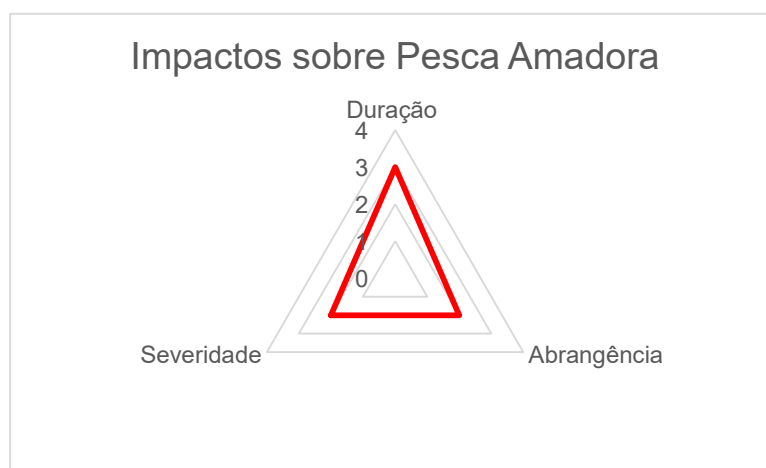 Impactos sobre Pesca Amadora
Duração
4
3
2
1
0
Severidade
Abrangência